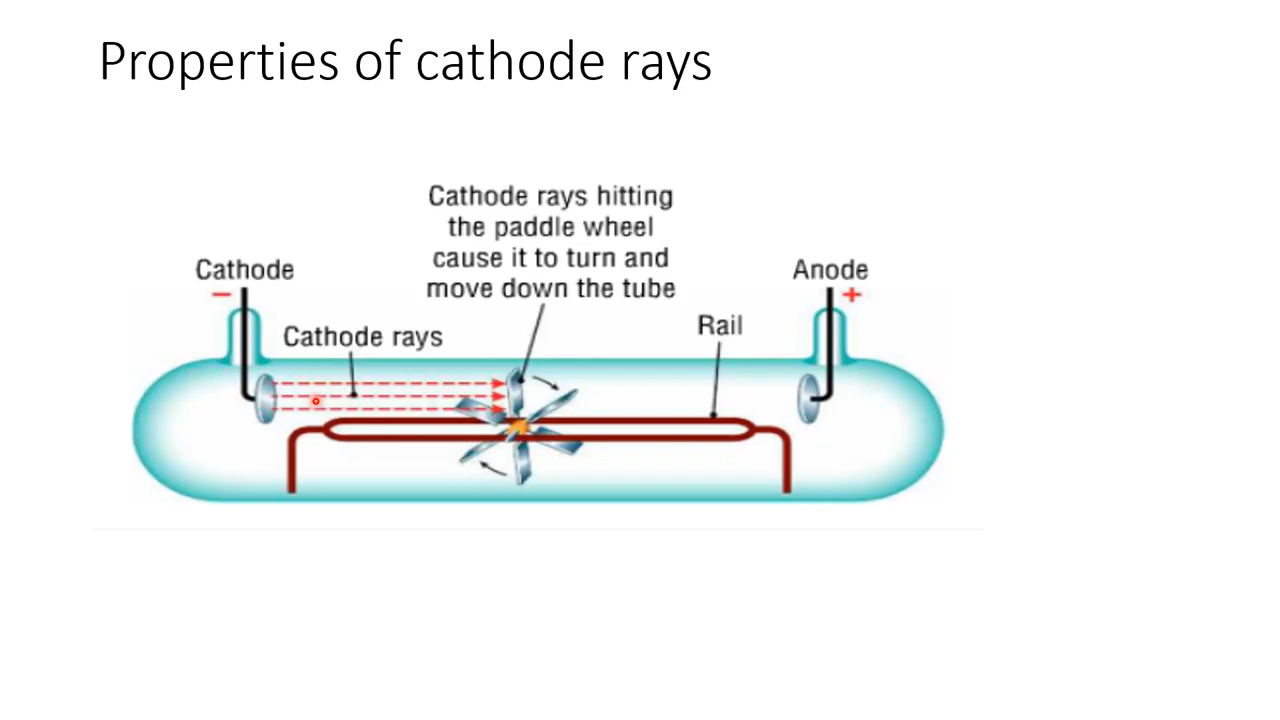 Properties of cathode rays
Cathode rays hitting
the paddle wheel
cause it to turn and
move down the tube
Cathode
−
Anode
+
Cathode rays
Rail